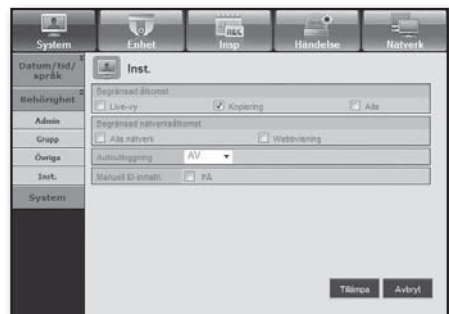 System Enhet Insp Händelse Nätverk
Datum/tid/
språk
Inst.
Behörighet
Begränsad åtkomst
Live-vy Kopiering Alla
Admin
Begränsad nätverksåtkomst
Grupp
Alla nätverk Webbvisning
Övriga
Autoutloggning AV
Inst.
Manuell ID-inmatn. PÅ
System
Tillämpa Avbryt